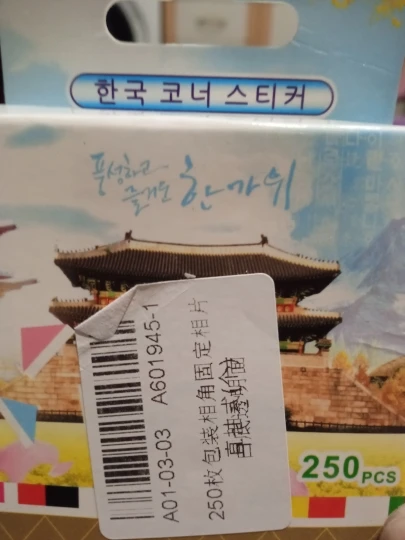 한국 코너 스티커
풍성하고
즐거운 한가위
A01-03-03 A601945-1
250枚包装相角固定相片
250PCS